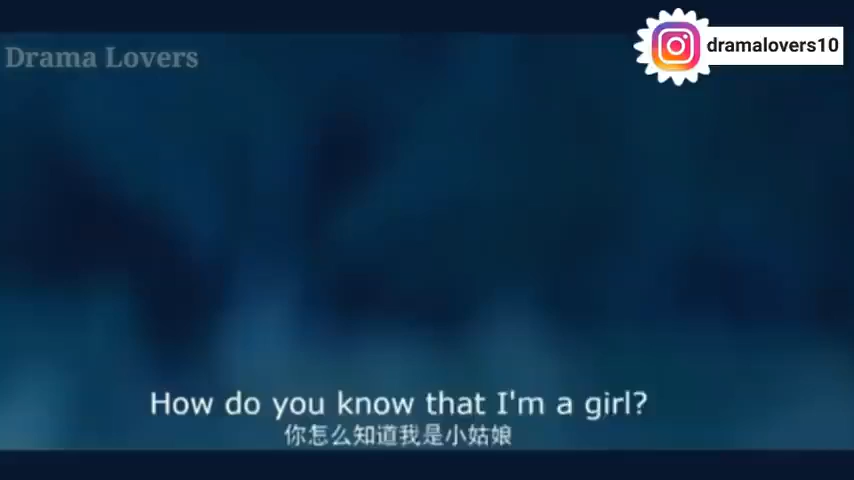 Drama Lovers
dramalovers10
How do you know that I'm a girl?
你怎么知道我是小姑娘